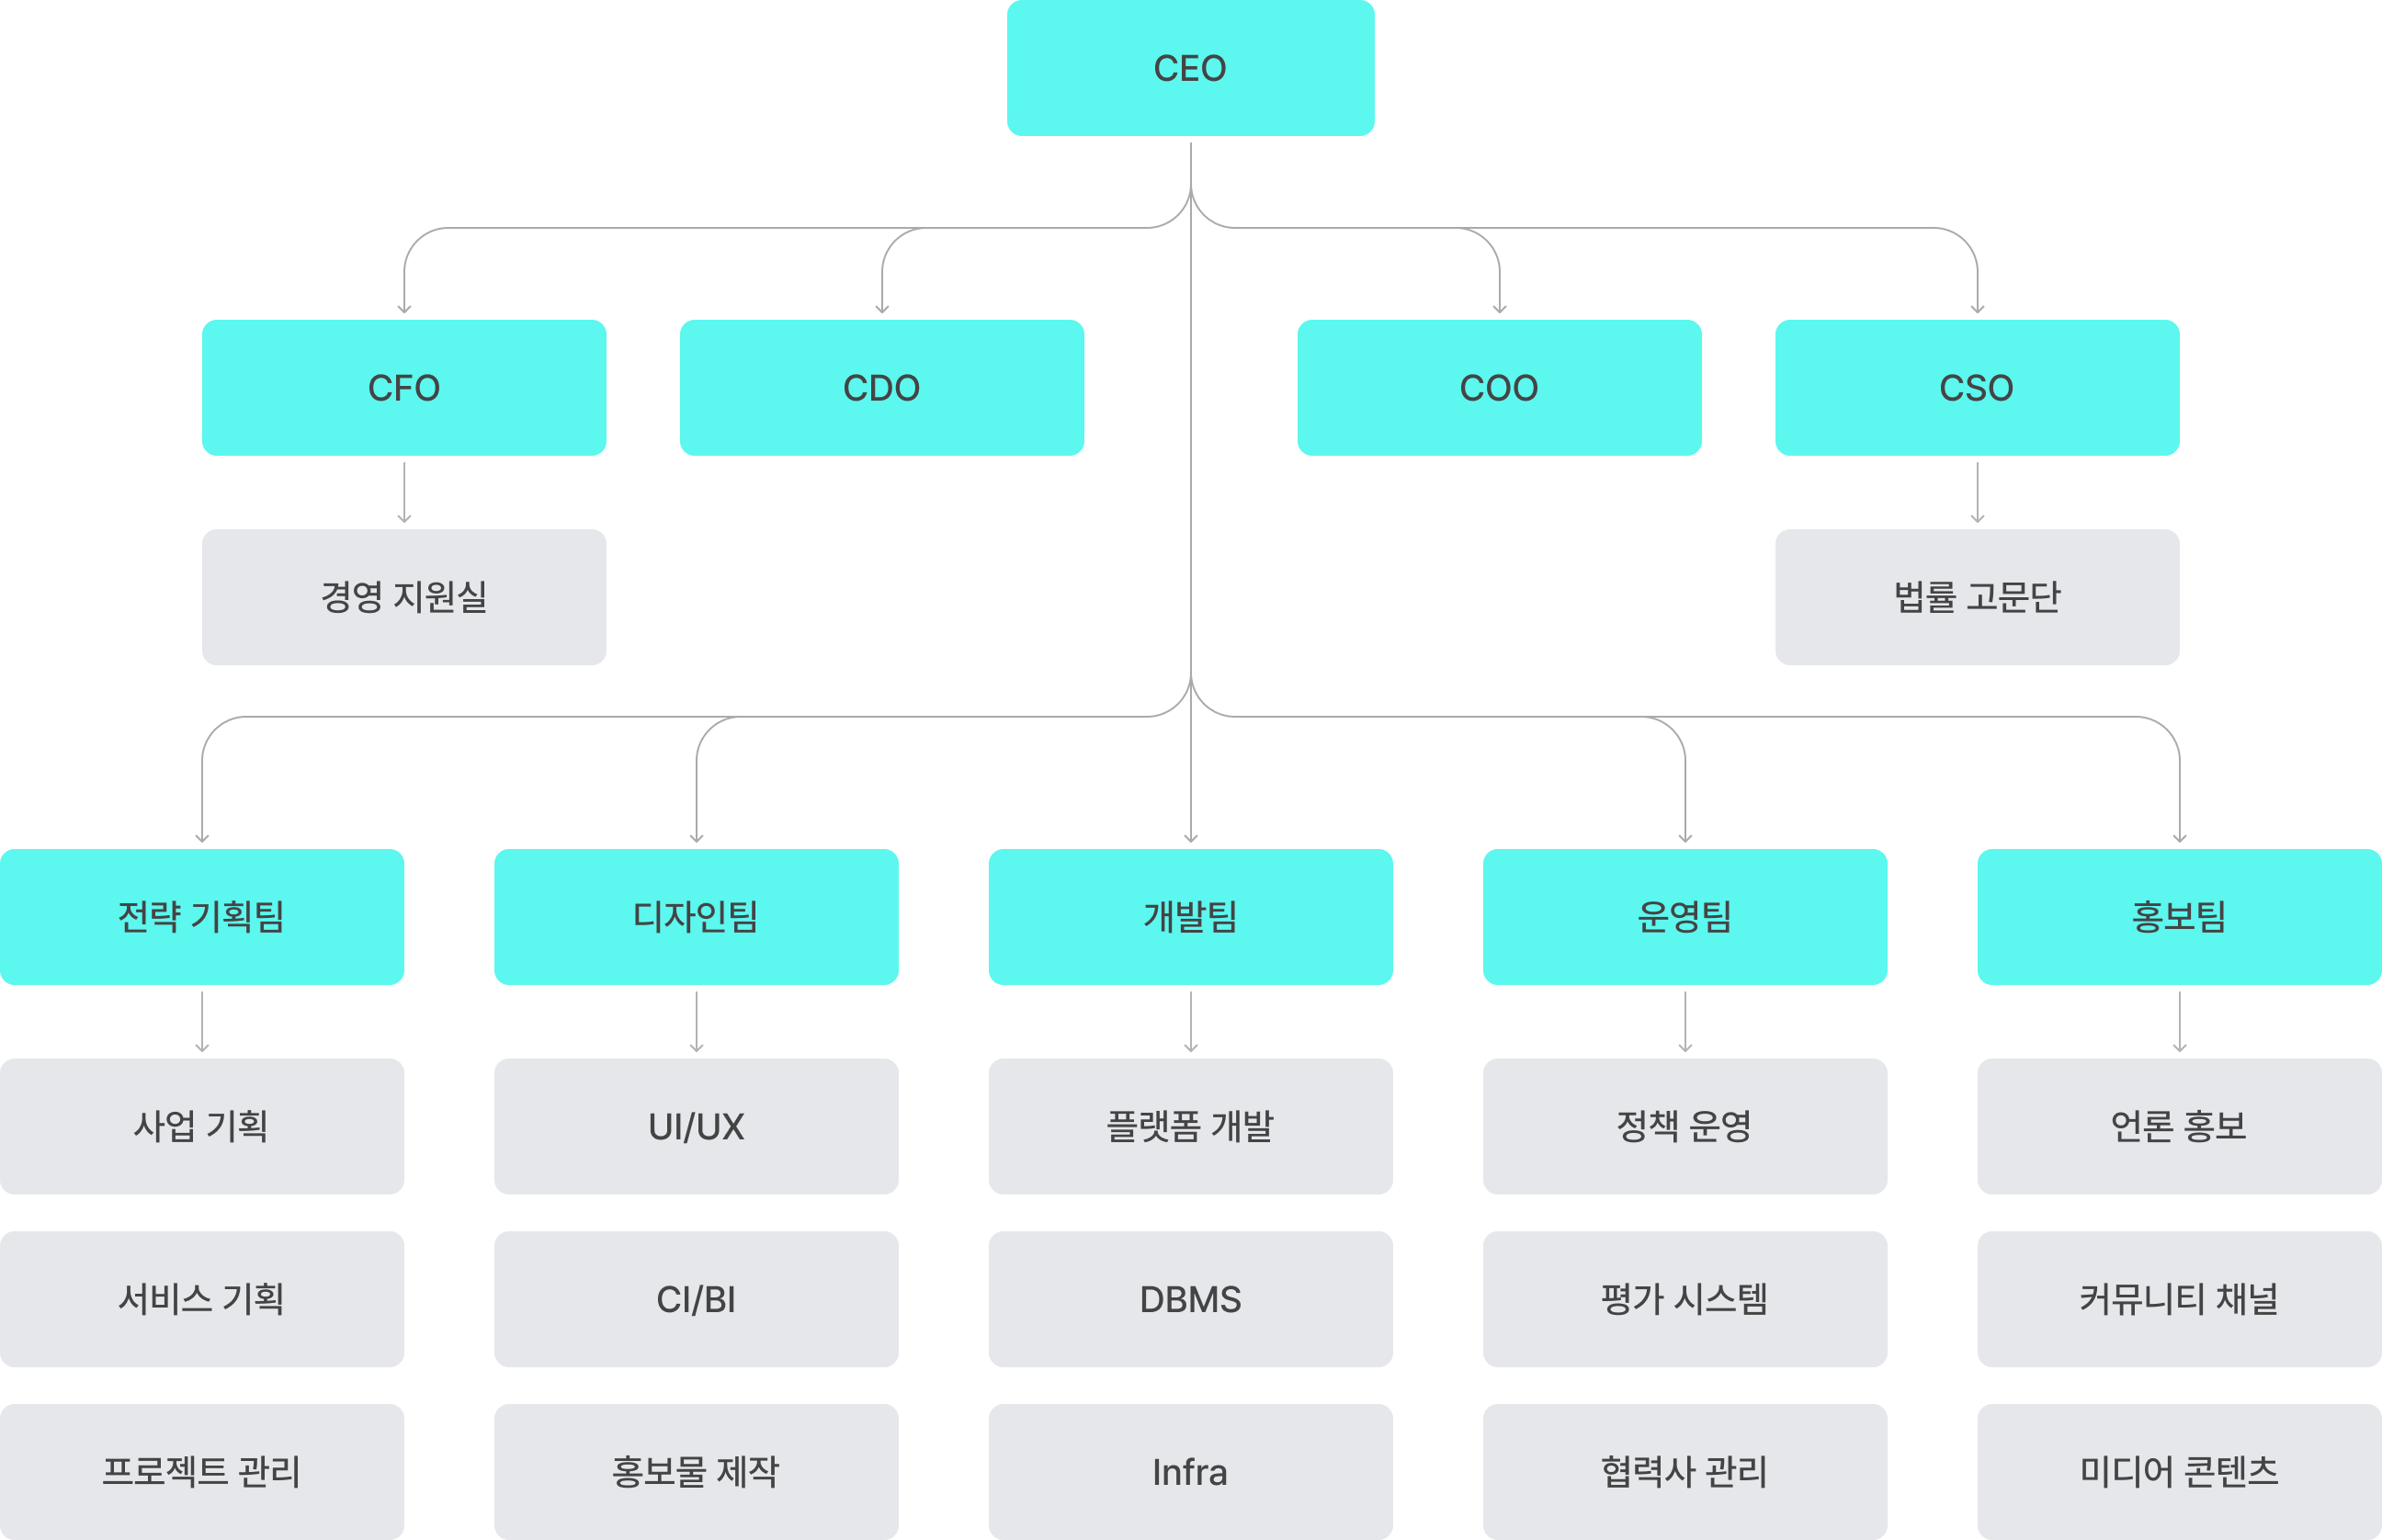 CEO
CFO
CDO
COO
CSO
경영 지원실
법률 고문단
전략 기획팀
디자인팀
개발팀
운영팀
홍보팀
사업 기획
U/UX
플랫폼 개발
정책 운영
언론 홍보
서비스 기획
CI/BI
DBMS
평가 시스템
커뮤니티 채널
프로젝트 관리
홍보물 제작
Infra
협력사 관리
미디어 콘텐츠